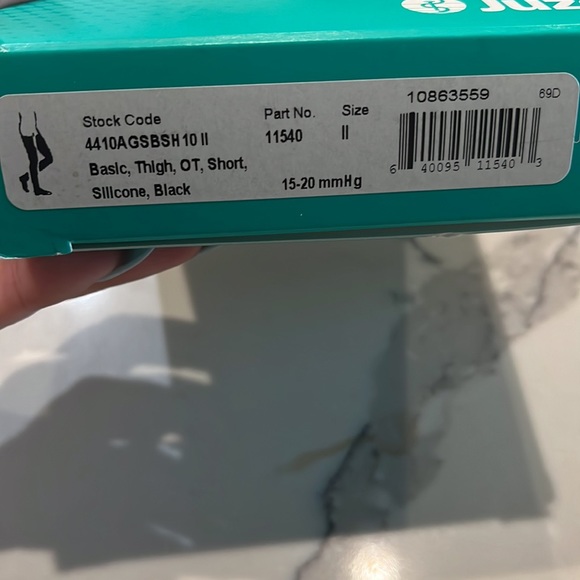 JUZO
Stock Code
Part No.
Size
10863559
69D
4410AGSBSH10 II
11540
II
Basic, Thigh, OT, Short,
Silicone, Black
15-20 mmHg
6 40095 11540 3